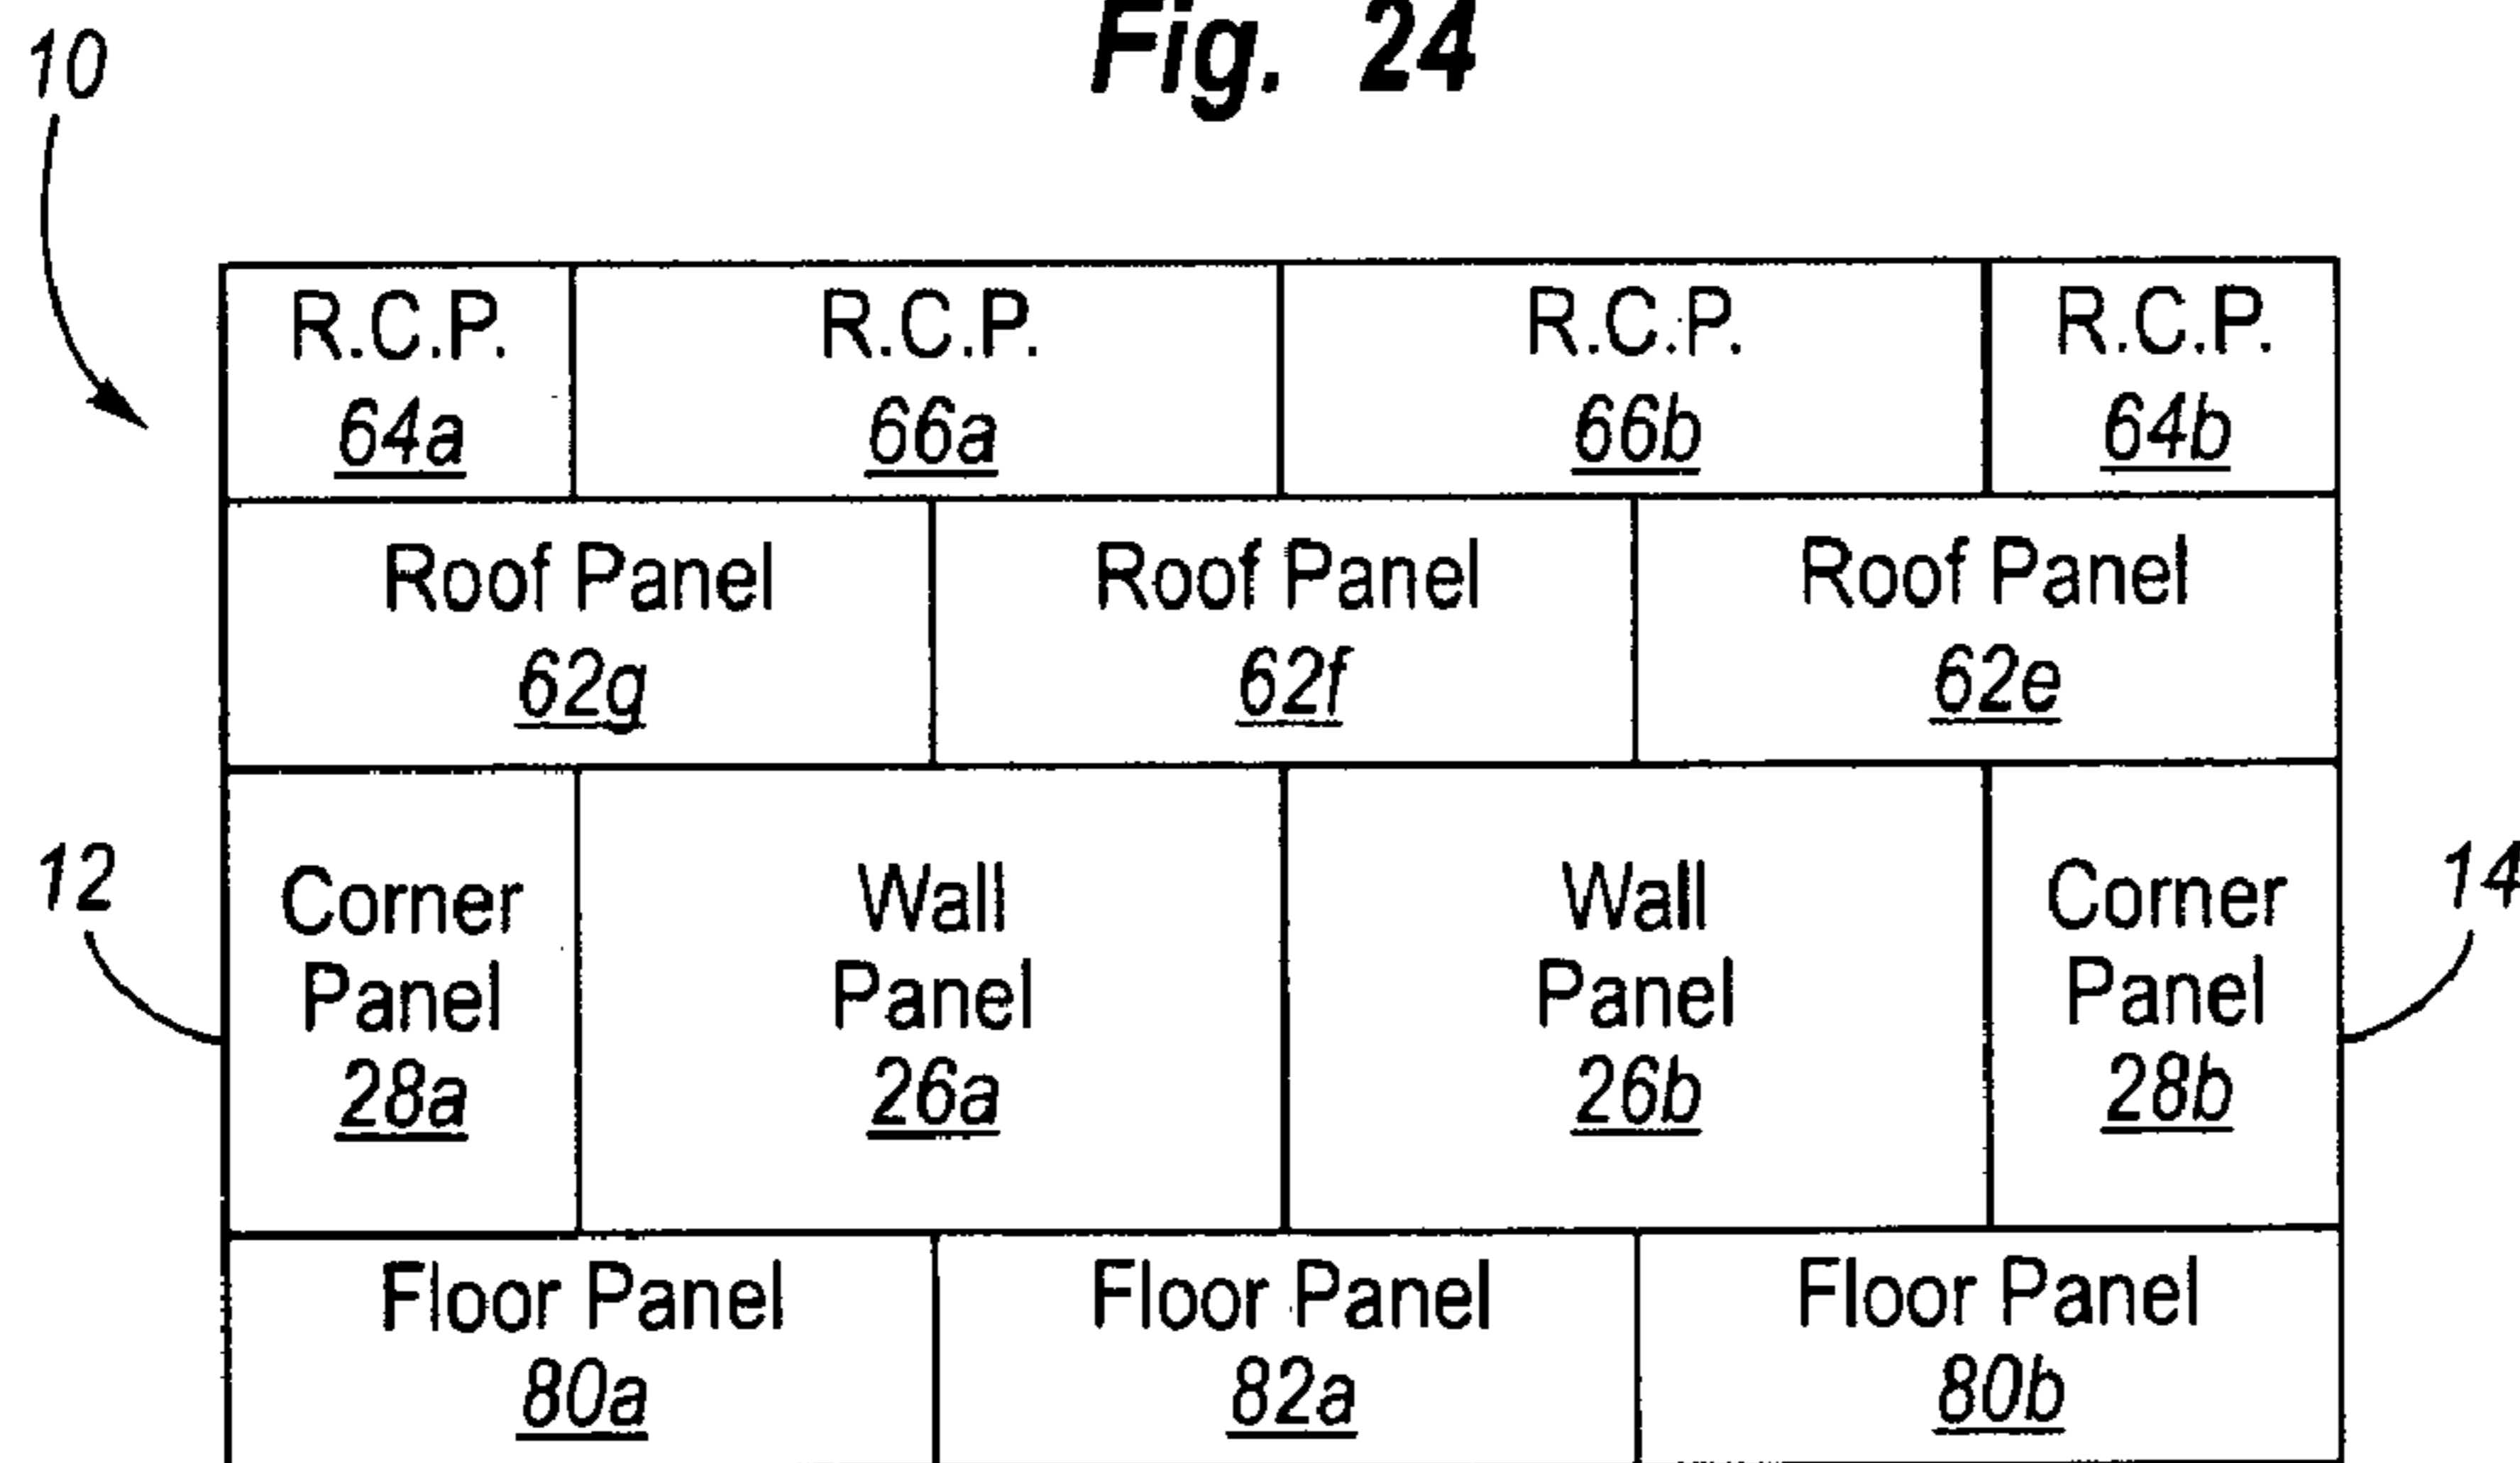 Fig. 24
10
R.C.P. R.C.P. R.C.P. R.C.P.
64a 66a 66b 64b
Roof Panel Roof Panel Roof Panel
62g 62f 62e
12
14
Corner Wall Wall Corner
Panel Panel Panel Panel
28a 26a 26b 28b
Floor Panel Floor Panel Floor Panel
80a 82a 80b